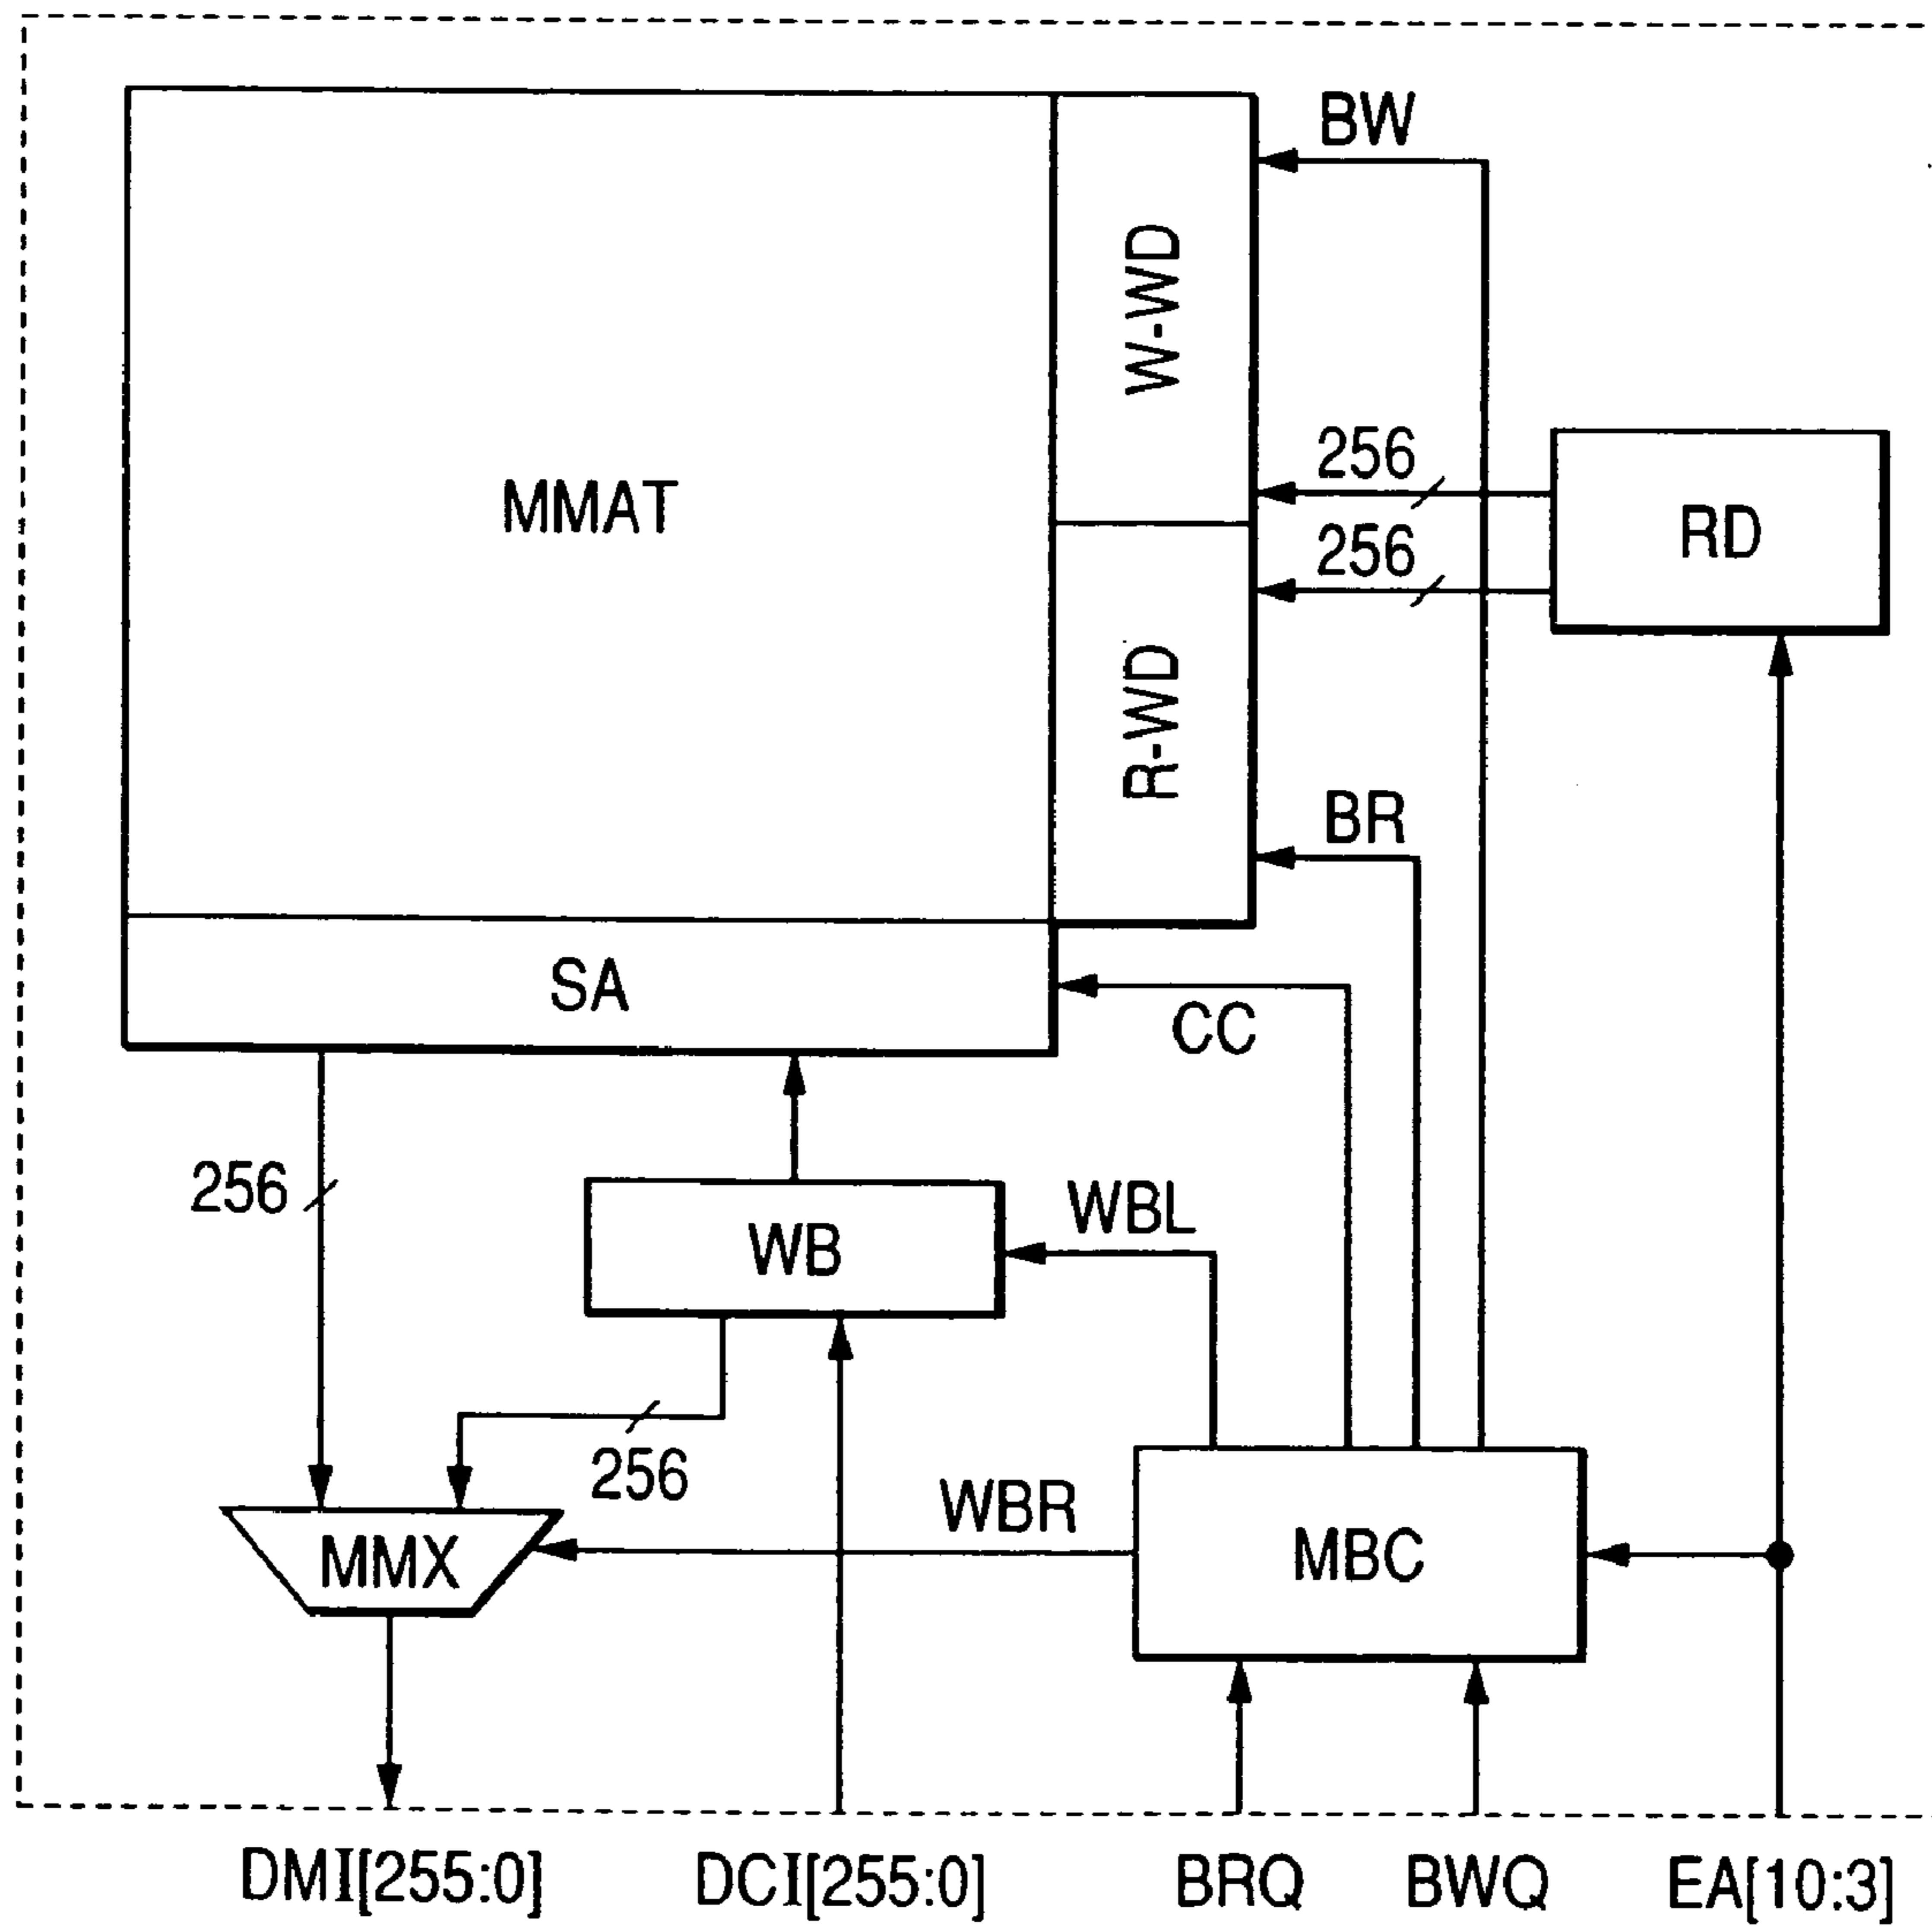 BW
W-WD
256
RD
MMAT
256
R-WD
BR
SA
CC
256
WBL
WB
256
WBR
MMX
MBC
DMI[255:0]
DCI[255:0]
BRQ
BWQ
EA[10:3]